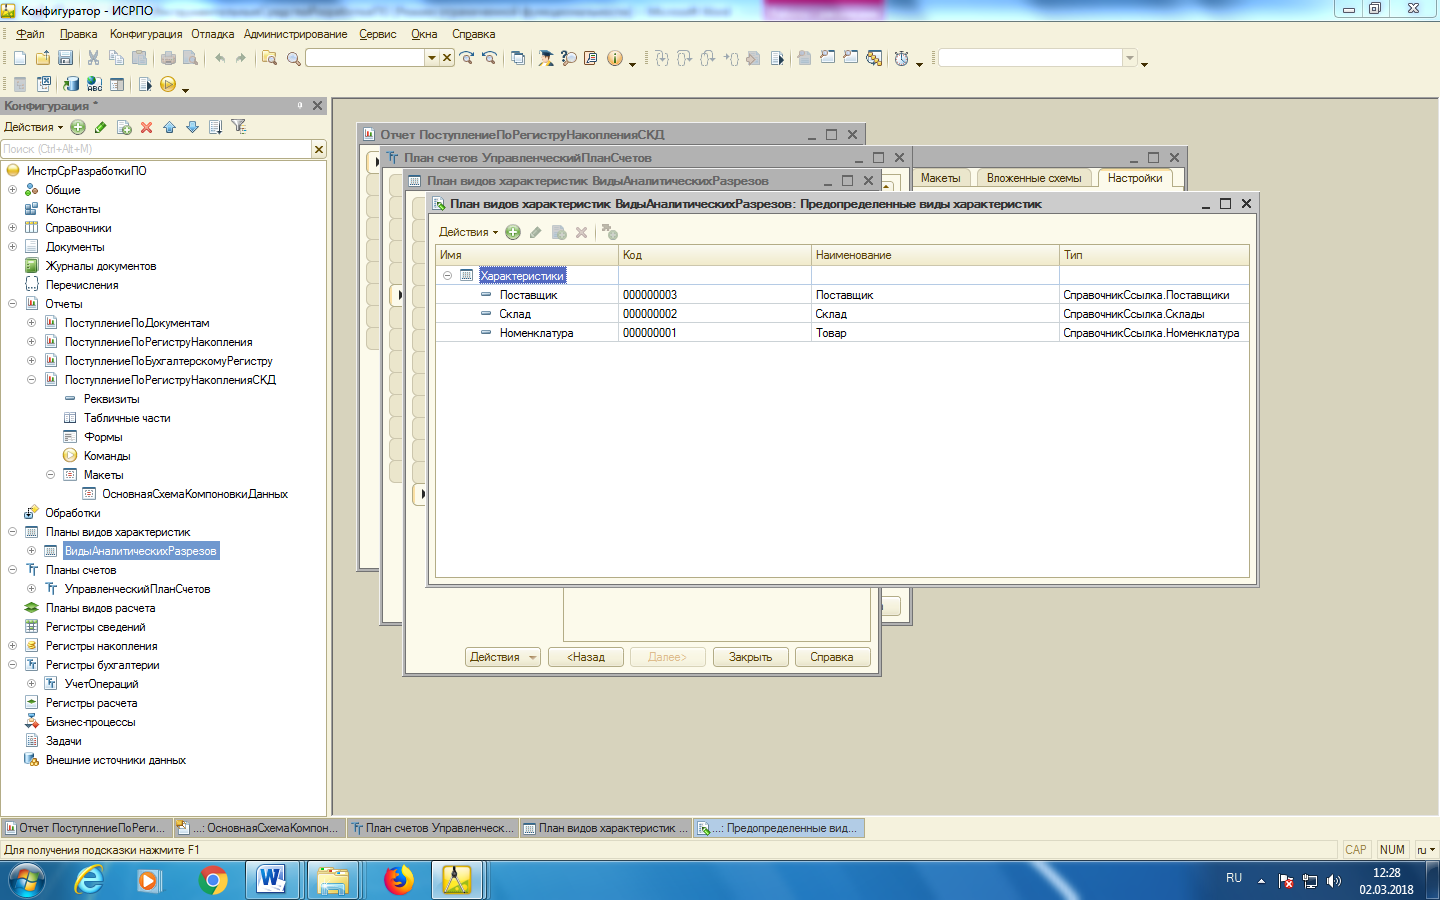 Конфигуратор - ИСРПО
Файл Правка Конфигурация Отладка Администрирование Сервис Окна Справка
Конфигурация *
Действия
Поиск (Ctrl+Alt+M)
ИнстрСрРазработкиПО
Общие
Константы
Справочники
Документы
Журналы документов
Перечисления
Отчеты
ПоступлениеПоДокументам
ПоступлениеПоРегиструНакопления
ПоступлениеПоБухгалтерскомуРегистру
ПоступлениеПоРегиструНакопленияСКД
Реквизиты
Табличные части
Формы
Команды
Макеты
ОсновнаяСхемаКомпоновкиДанных
Обработки
Планы видов характеристик
ВидыАналитическихРазрезов
Планы счетов
УправленческийПланСчетов
Планы видов расчета
Регистры сведений
Регистры накопления
Регистры бухгалтерии
УчетОпераций
Регистры расчета
Бизнес-процессы
Задачи
Внешние источники данных
Отчет ПоступлениеПоРегиструНакопленияСКД
План счетов УправленческийПланСчетов
Макеты Вложенные схемы Настройки
План видов характеристик ВидыАналитическихРазрезов
План видов характеристик ВидыАналитическихРазрезов: Предопределенные виды характеристик
Действия
Имя Код Наименование Тип
Характеристики
Поставщик 000000003 Поставщик СправочникСсылка.Поставщики
Склад 000000002 Склад СправочникСсылка.Склады
Номенклатура 000000001 Товар СправочникСсылка.Номенклатура
Действия <Назад Далее> Закрыть Справка
Отчет ПоступлениеПоРеги... ...: ОсновнаяСхемаКомпон... План счетов Управленческ... План видов характеристик ... ...: Предопределенные вид...
Для получения подсказки нажмите F1 CAP NUM ru
RU 12:28
02.03.2018